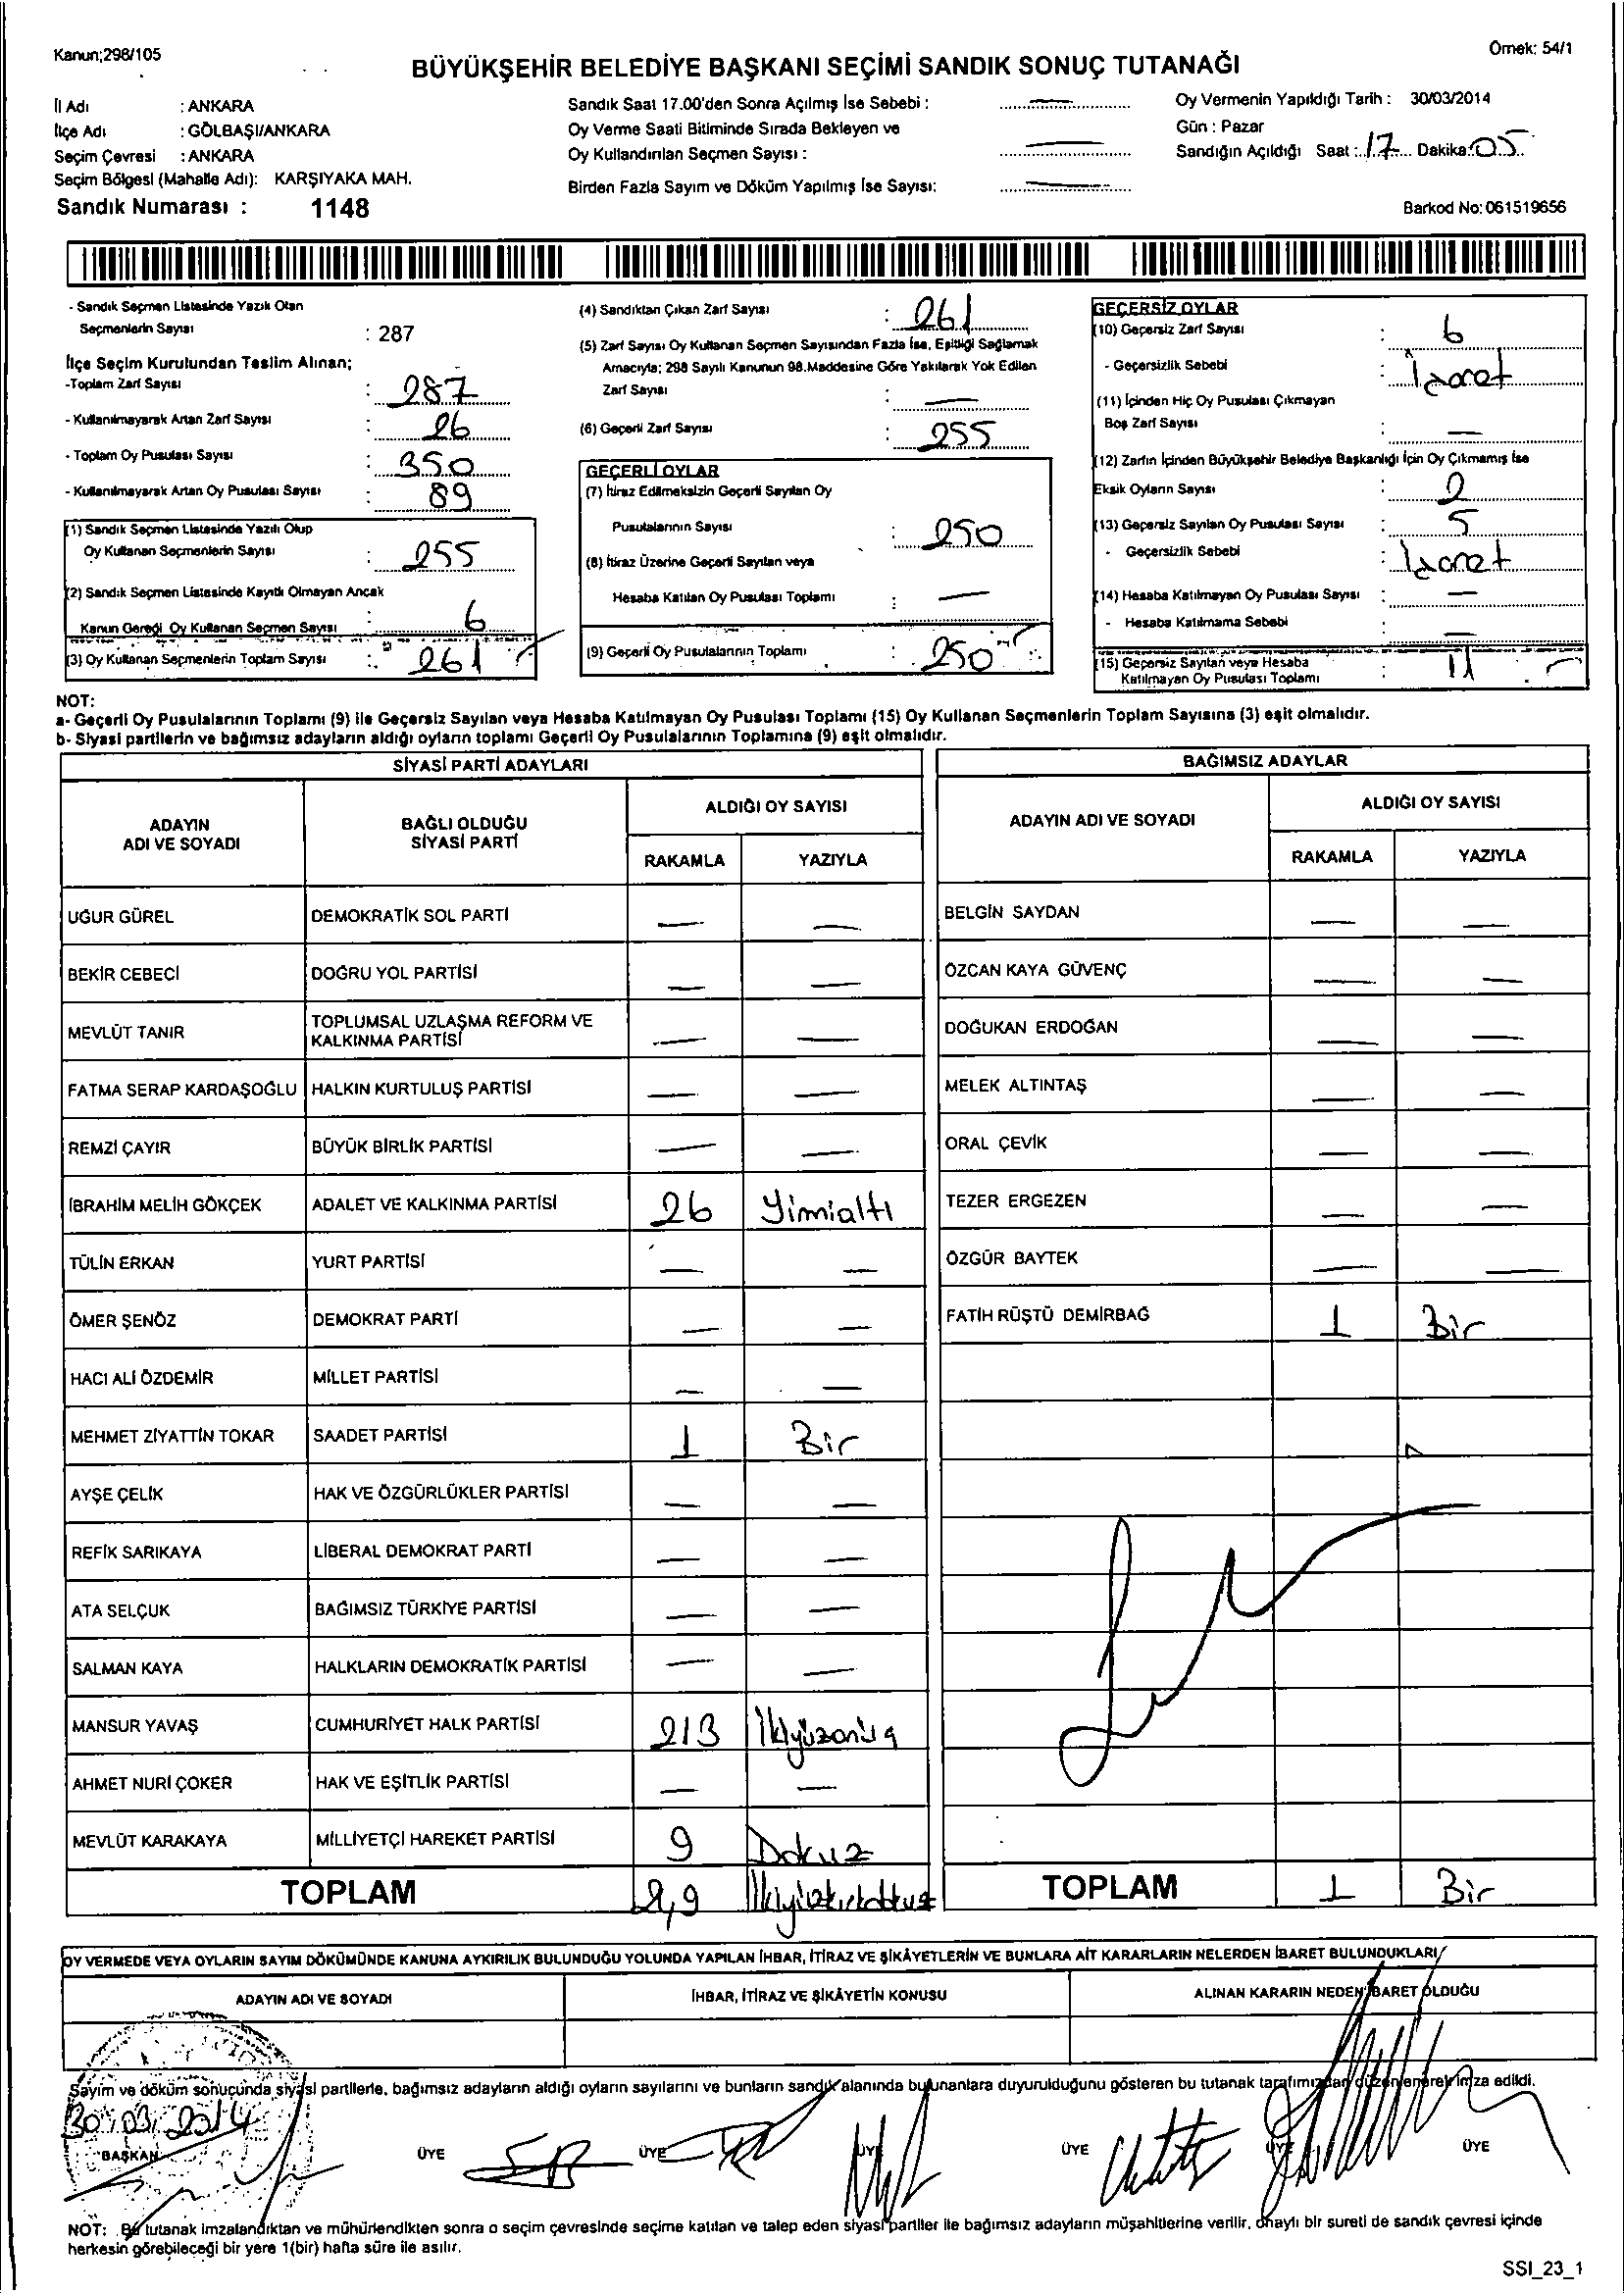 Kanun;298/105
Örnek: 54/1
BÜYÜKŞEHİR BELEDİYE BAŞKANI SEÇİMİ SANDIK SONUÇ TUTANAĞI
İl Adı : ANKARA
İlçe Adı : GÖLBAŞI/ANKARA
Seçim Çevresi : ANKARA
Seçim Bölgesi (Mahalle Adı): KARŞIYAKA MAH.
Sandık Numarası : 1148
Sandık Saat 17.00'den Sonra Açılmış İse Sebebi : —
Oy Verme Saati Bitiminde Sırada Bekleyen ve
Oy Kullandırılan Seçmen Sayısı : —
Birden Fazla Sayım ve Döküm Yapılmış İse Sayısı: —
Oy Vermenin Yapıldığı Tarih : 30/03/2014
Gün : Pazar
Sandığın Açıldığı Saat : 17 Dakika: 05
Barkod No: 061519656
- Sandık Seçmen Listesinde Yazılı Olan
Seçmenlerin Sayısı : 287
İlçe Seçim Kurulundan Teslim Alınan;
-Toplam Zarf Sayısı : 287
- Kullanılmayarak Artan Zarf Sayısı : 26
- Toplam Oy Pusulası Sayısı : 350
- Kullanılmayarak Artan Oy Pusulası Sayısı : 89
(1) Sandık Seçmen Listesinde Yazılı Olup
Oy Kullanan Seçmenlerin Sayısı : 255
(2) Sandık Seçmen Listesinde Kayıtlı Olmayan Ancak
Kanun Gereği Oy Kullanan Seçmen Sayısı : 6
(3) Oy Kullanan Seçmenlerin Toplam Sayısı : 261
(4) Sandıktan Çıkan Zarf Sayısı : 261
(5) Zarf Sayısı Oy Kullanan Seçmen Sayısından Fazla İse, Eşitliği Sağlamak
Amacıyla; 298 Sayılı Kanunun 98.Maddesine Göre Yakılarak Yok Edilen
Zarf Sayısı : —
(6) Geçerli Zarf Sayısı : 255
GEÇERLİ OYLAR
(7) İtiraz Edilmeksizin Geçerli Sayılan Oy
Pusulalarının Sayısı : 250
(8) İtiraz Üzerine Geçerli Sayılan veya
Hesaba Katılan Oy Pusulası Toplamı : —
(9) Geçerli Oy Pusulalarının Toplamı : 250
GEÇERSİZ OYLAR
(10) Geçersiz Zarf Sayısı : 6
- Geçersizlik Sebebi : İşaret
(11) İçinden Hiç Oy Pusulası Çıkmayan
Boş Zarf Sayısı : —
(12) Zarfın İçinden Büyükşehir Belediye Başkanlığı İçin Oy Çıkmamış İse
Eksik Oyların Sayısı : 2
(13) Geçersiz Sayılan Oy Pusulası Sayısı : 5
- Geçersizlik Sebebi : İşaret
(14) Hesaba Katılmayan Oy Pusulası Sayısı : —
- Hesaba Katılmama Sebebi : —
(15) Geçersiz Sayılan veya Hesaba
Katılmayan Oy Pusulası Toplamı : 11
NOT:
a- Geçerli Oy Pusulalarının Toplamı (9) ile Geçersiz Sayılan veya Hesaba Katılmayan Oy Pusulası Toplamı (15) Oy Kullanan Seçmenlerin Toplam Sayısına (3) eşit olmalıdır.
b- Siyasi partilerin ve bağımsız adayların aldığı oyların toplamı Geçerli Oy Pusulalarının Toplamına (9) eşit olmalıdır.
SİYASİ PARTİ ADAYLARI
ADAYIN
ADI VE SOYADI
BAĞLI OLDUĞU
SİYASİ PARTİ
ALDIĞI OY SAYISI
RAKAMLA YAZIYLA
UĞUR GÜREL DEMOKRATİK SOL PARTİ — —
BEKİR CEBECİ DOĞRU YOL PARTİSİ — —
MEVLÜT TANIR TOPLUMSAL UZLAŞMA REFORM VE
KALKINMA PARTİSİ — —
FATMA SERAP KARDAŞOĞLU HALKIN KURTULUŞ PARTİSİ — —
REMZİ ÇAYIR BÜYÜK BİRLİK PARTİSİ — —
İBRAHİM MELİH GÖKÇEK ADALET VE KALKINMA PARTİSİ 26 Yirmialtı
TÜLİN ERKAN YURT PARTİSİ — —
ÖMER ŞENÖZ DEMOKRAT PARTİ — —
HACI ALİ ÖZDEMİR MİLLET PARTİSİ — —
MEHMET ZİYATTİN TOKAR SAADET PARTİSİ 1 Bir
AYŞE ÇELİK HAK VE ÖZGÜRLÜKLER PARTİSİ — —
REFİK SARIKAYA LİBERAL DEMOKRAT PARTİ — —
ATA SELÇUK BAĞIMSIZ TÜRKİYE PARTİSİ — —
SALMAN KAYA HALKLARIN DEMOKRATİK PARTİSİ — —
MANSUR YAVAŞ CUMHURİYET HALK PARTİSİ 213
AHMET NURİ ÇOKER HAK VE EŞİTLİK PARTİSİ — —
MEVLÜT KARAKAYA MİLLİYETÇİ HAREKET PARTİSİ 9 Dokuz
TOPLAM
BAĞIMSIZ ADAYLAR
ADAYIN ADI VE SOYADI
ALDIĞI OY SAYISI
RAKAMLA YAZIYLA
BELGİN SAYDAN — —
ÖZCAN KAYA GÜVENÇ — —
DOĞUKAN ERDOĞAN — —
MELEK ALTINTAŞ — —
ORAL ÇEVİK — —
TEZER ERGEZEN — —
ÖZGÜR BAYTEK — —
FATİH RÜŞTÜ DEMİRBAĞ 1 Bir
TOPLAM 1 Bir
OY VERMEDE VEYA OYLARIN SAYIM DÖKÜMÜNDE KANUNA AYKIRILIK BULUNDUĞU YOLUNDA YAPILAN İHBAR, İTİRAZ VE ŞİKÂYETLERİN VE BUNLARA AİT KARARLARIN NELERDEN İBARET BULUNDUKLARI
ADAYIN ADI VE SOYADI İHBAR, İTİRAZ VE ŞİKÂYETİN KONUSU ALINAN KARARIN NEDEN İBARET OLDUĞU
Sayım ve döküm sonucunda siyasi partilerle, bağımsız adayların aldığı oyların sayılarını ve bunların sandık alanında bulunanlara duyurulduğunu gösteren bu tutanak tarafımızdan düzenlenerek imza edildi.
30/03/2014
BAŞKAN ÜYE ÜYE ÜYE ÜYE ÜYE ÜYE
NOT: Bu tutanak imzalandıktan ve mühürlendikten sonra o seçim çevresinde seçime katılan ve talep eden siyasi partiler ile bağımsız adayların müşahitlerine verilir, onaylı bir sureti de sandık çevresi içinde
herkesin görebileceği bir yere 1(bir) hafta süre ile asılır.
SSI_23_1